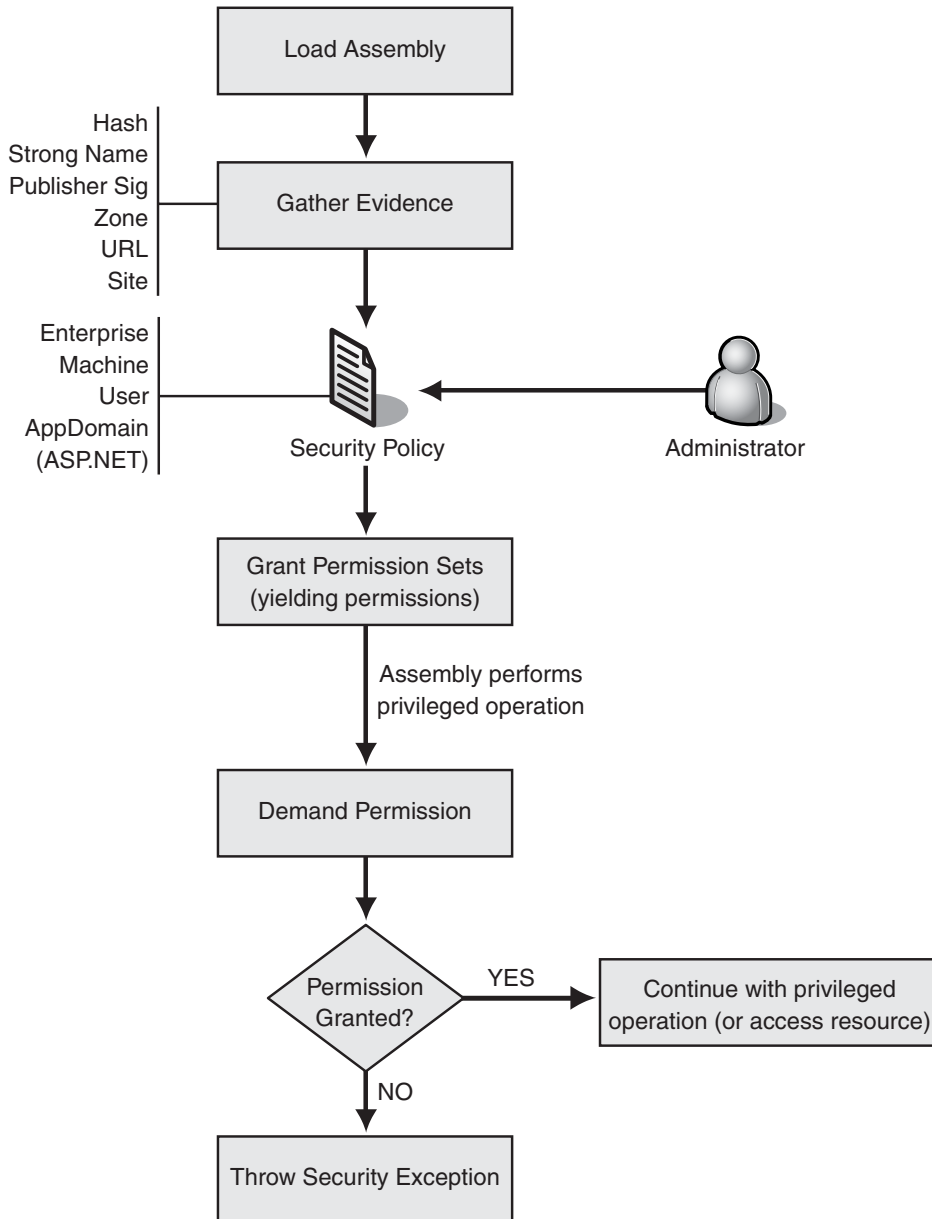 Load Assembly
Hash
Strong Name
Publisher Sig
Zone
URL
Site
Gather Evidence
Enterprise
Machine
User
AppDomain
(ASP.NET)
Security Policy
Administrator
Grant Permission Sets
(yielding permissions)
Assembly performs
privileged operation
Demand Permission
Permission
Granted?
YES
Continue with privileged
operation (or access resource)
NO
Throw Security Exception